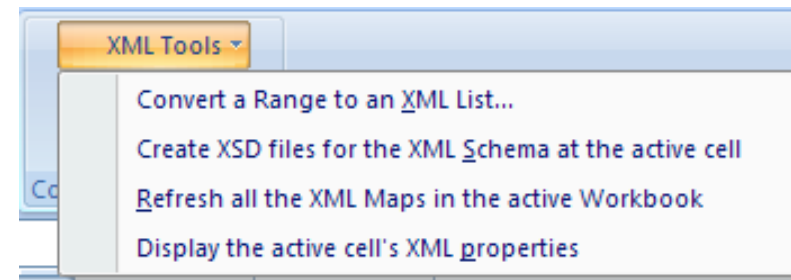 XML Tools
Convert a Range to an XML List...
Create XSD files for the XML Schema at the active cell
Refresh all the XML Maps in the active Workbook
Co
Display the active cell's XML properties